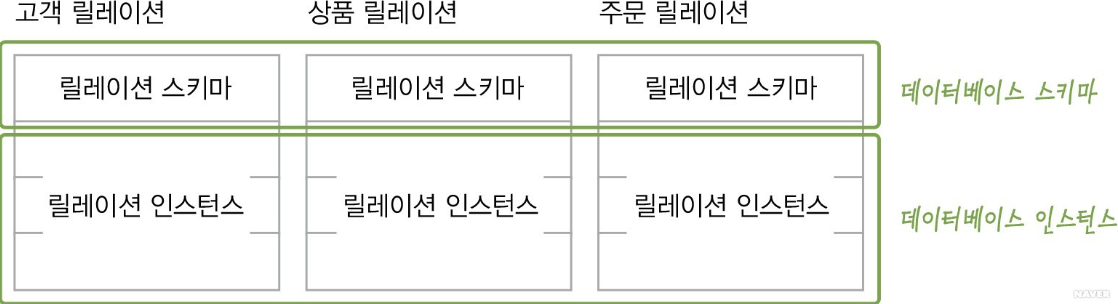 고객 릴레이션 상품 릴레이션 주문 릴레이션
릴레이션 스키마 릴레이션 스키마 릴레이션 스키마 데이터베이스 스키마
릴레이션 인스턴스 릴레이션 인스턴스 릴레이션 인스턴스 데이터베이스 인스턴스
NAVER